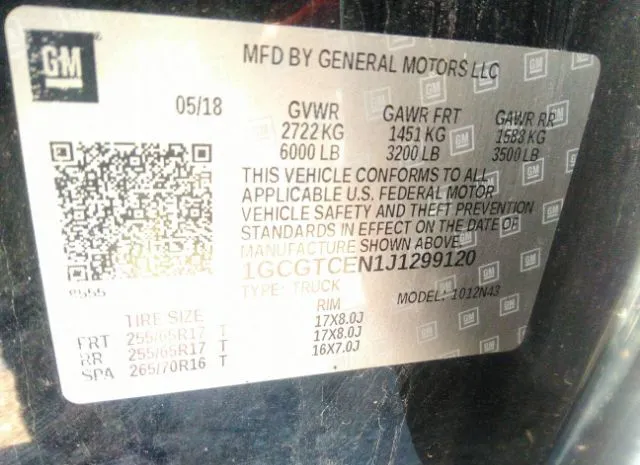 GM
MFD BY GENERAL MOTORS LLC
05/18 GVWR GAWR FRT GAWR RR
2722 KG 1451 KG 1588 KG
6000 LB 3200 LB 3500 LB
THIS VEHICLE CONFORMS TO ALL
APPLICABLE U.S. FEDERAL MOTOR
VEHICLE SAFETY AND THEFT PREVENTION
STANDARDS IN EFFECT ON THE DATE OF
MANUFACTURE SHOWN ABOVE.
1GCGTCEN1J1299120
8555 TYPE: TRUCK MODEL: 1012N43
TIRE SIZE RIM
FRT 255/65R17 T 17X8.0J
RR 255/65R17 T 17X8.0J
SPA 265/70R16 T 16X7.0J